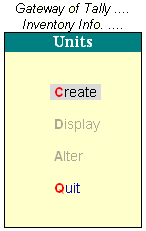 Gateway of Tally ....
Inventory Info. ....
Units
Create
Display
Alter
Quit